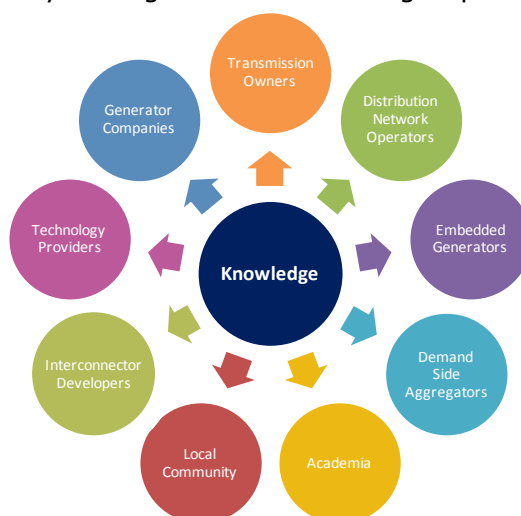 Transmission
Owners
Distribution
Network
Operators
Embedded
Generators
Demand
Side
Aggregators
Academia
Local
Community
Interconnector
Developers
Technology
Providers
Generator
Companies
Knowledge